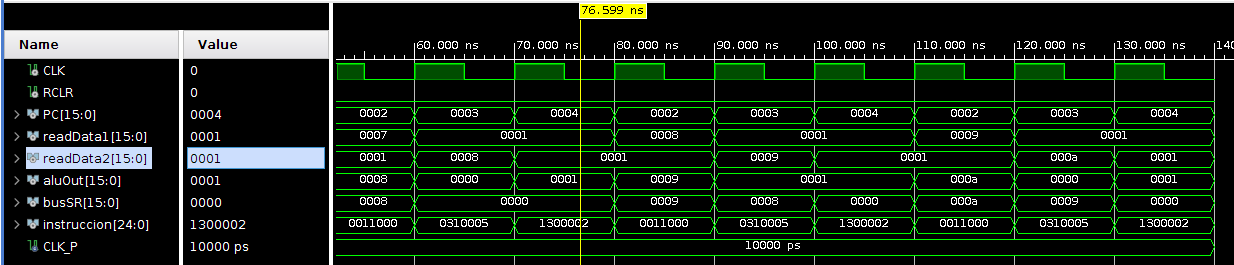 76.599 ns
Name Value 60.000 ns 70.000 ns 80.000 ns 90.000 ns 100.000 ns 110.000 ns 120.000 ns 130.000 ns
CLK 0
RCLR 0
PC[15:0] 0004 0002 0003 0004 0002 0003 0004 0002 0003 0004
readData1[15:0] 0001 0007 0001 0008 0001 0009 0001
readData2[15:0] 0001 0001 0008 0001 0009 0001 000a 0001
aluOut[15:0] 0001 0008 0000 0001 0009 0001 000a 0000 0001
busSR[15:0] 0000 0008 0000 0009 0008 0000 000a 0009 0000
instruccion[24:0] 1300002 0011000 0310005 1300002 0011000 0310005 1300002 0011000 0310005 1300002
CLK_P 10000 ps 10000 ps